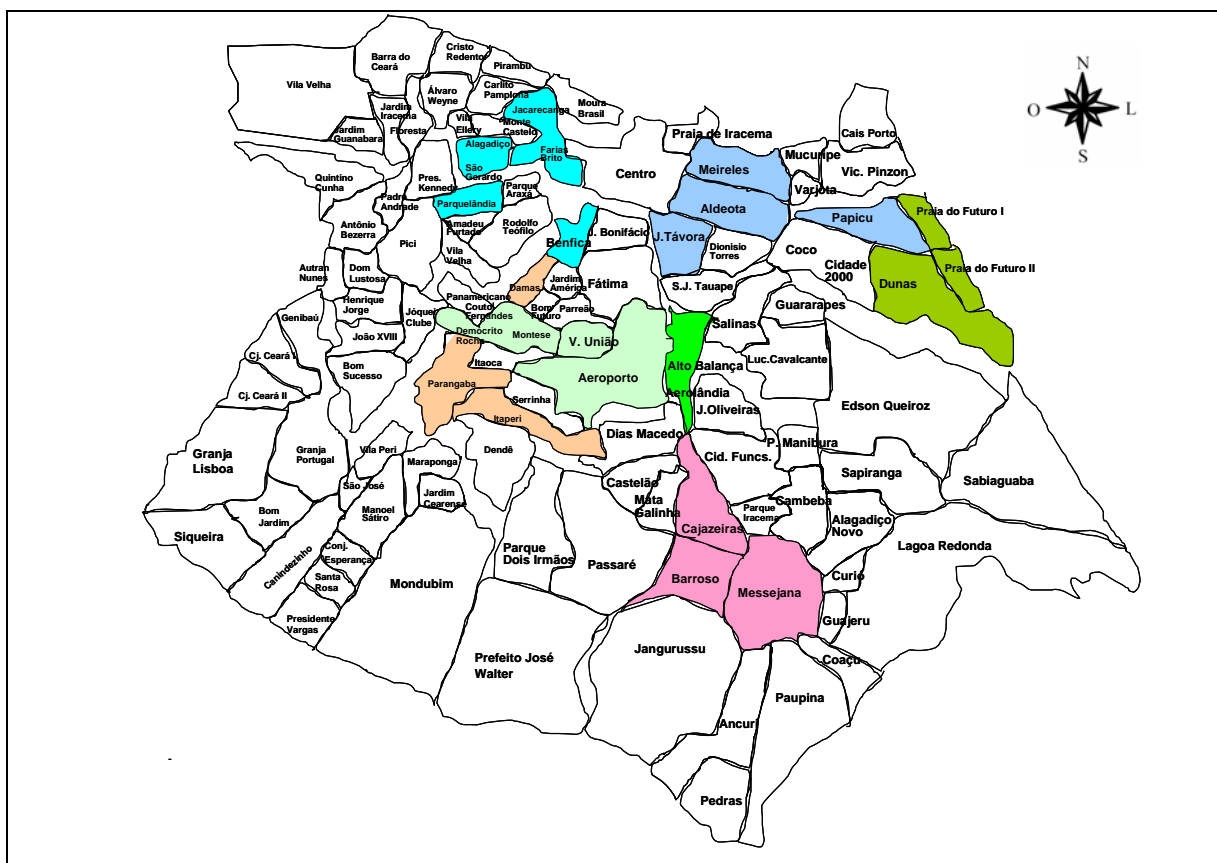 Cristo
Redentor
Barra do
Ceará
Pirambu
Vila Velha
Álvaro
Weyne
Carlito
Pamplona
Jacarecanga
Moura
Brasil
Jardim
Iracema
Vila
Ellery
Monte
Castelo
Jardim
Guanabara
Floresta
Alagadiço
São
Gerardo
Farias
Brito
Praia de Iracema
Cais Porto
N
O
L
S
Quintino
Cunha
Pres.
Kennedy
Parque
Araxá
Centro
Meireles
Mucuripe
Vic. Pinzon
Varjota
Padre
Andrade
Parquelândia
Aldeota
Papicu
Praia do Futuro I
Antônio
Bezerra
Pici
Amadeu
Furtado
Rodolfo
Teófilo
Benfica
J. Bonifácio
J.Távora
Dionisio
Torres
Coco
Cidade
2000
Praia do Futuro II
Dunas
Vila
Velha
Autran
Nunes
Dom
Lustosa
Damas
Jardim
América
Fátima
S.J. Tauape
Guararapes
Henrique
Jorge
Genibaú
Jóquei
Clube
Panamericano
Couto
Fernandes
Bom
Futuro
Parreão
Salinas
João XVIII
Demócrito
Rocha
Montese
V. União
Cj. Ceará I
Bom
Sucesso
Itaoca
Aeroporto
Alto Balança
Luc.Cavalcante
Cj. Ceará II
Parangaba
Serrinha
Aerolândia
J.Oliveiras
Edson Queiroz
Itaperi
Dias Macedo
P. Manibura
Granja
Lisboa
Granja
Portugal
Vila Peri
Maraponga
Dendê
Cid. Funcs.
Sapiranga
Sabiaguaba
São José
Jardim
Cearense
Castelão
Mata
Galinha
Cambeba
Parque
Iracema
Bom
Jardim
Manoel
Sátiro
Cajazeiras
Alagadiço
Novo
Siqueira
Canindezinho
Conj.
Esperança
Parque
Dois Irmãos
Passaré
Lagoa Redonda
Santa
Rosa
Mondubim
Barroso
Messejana
Curió
Presidente
Vargas
Guajeru
Prefeito José
Walter
Jangurussu
Coaçu
Paupina
Ancuri
Pedras
-